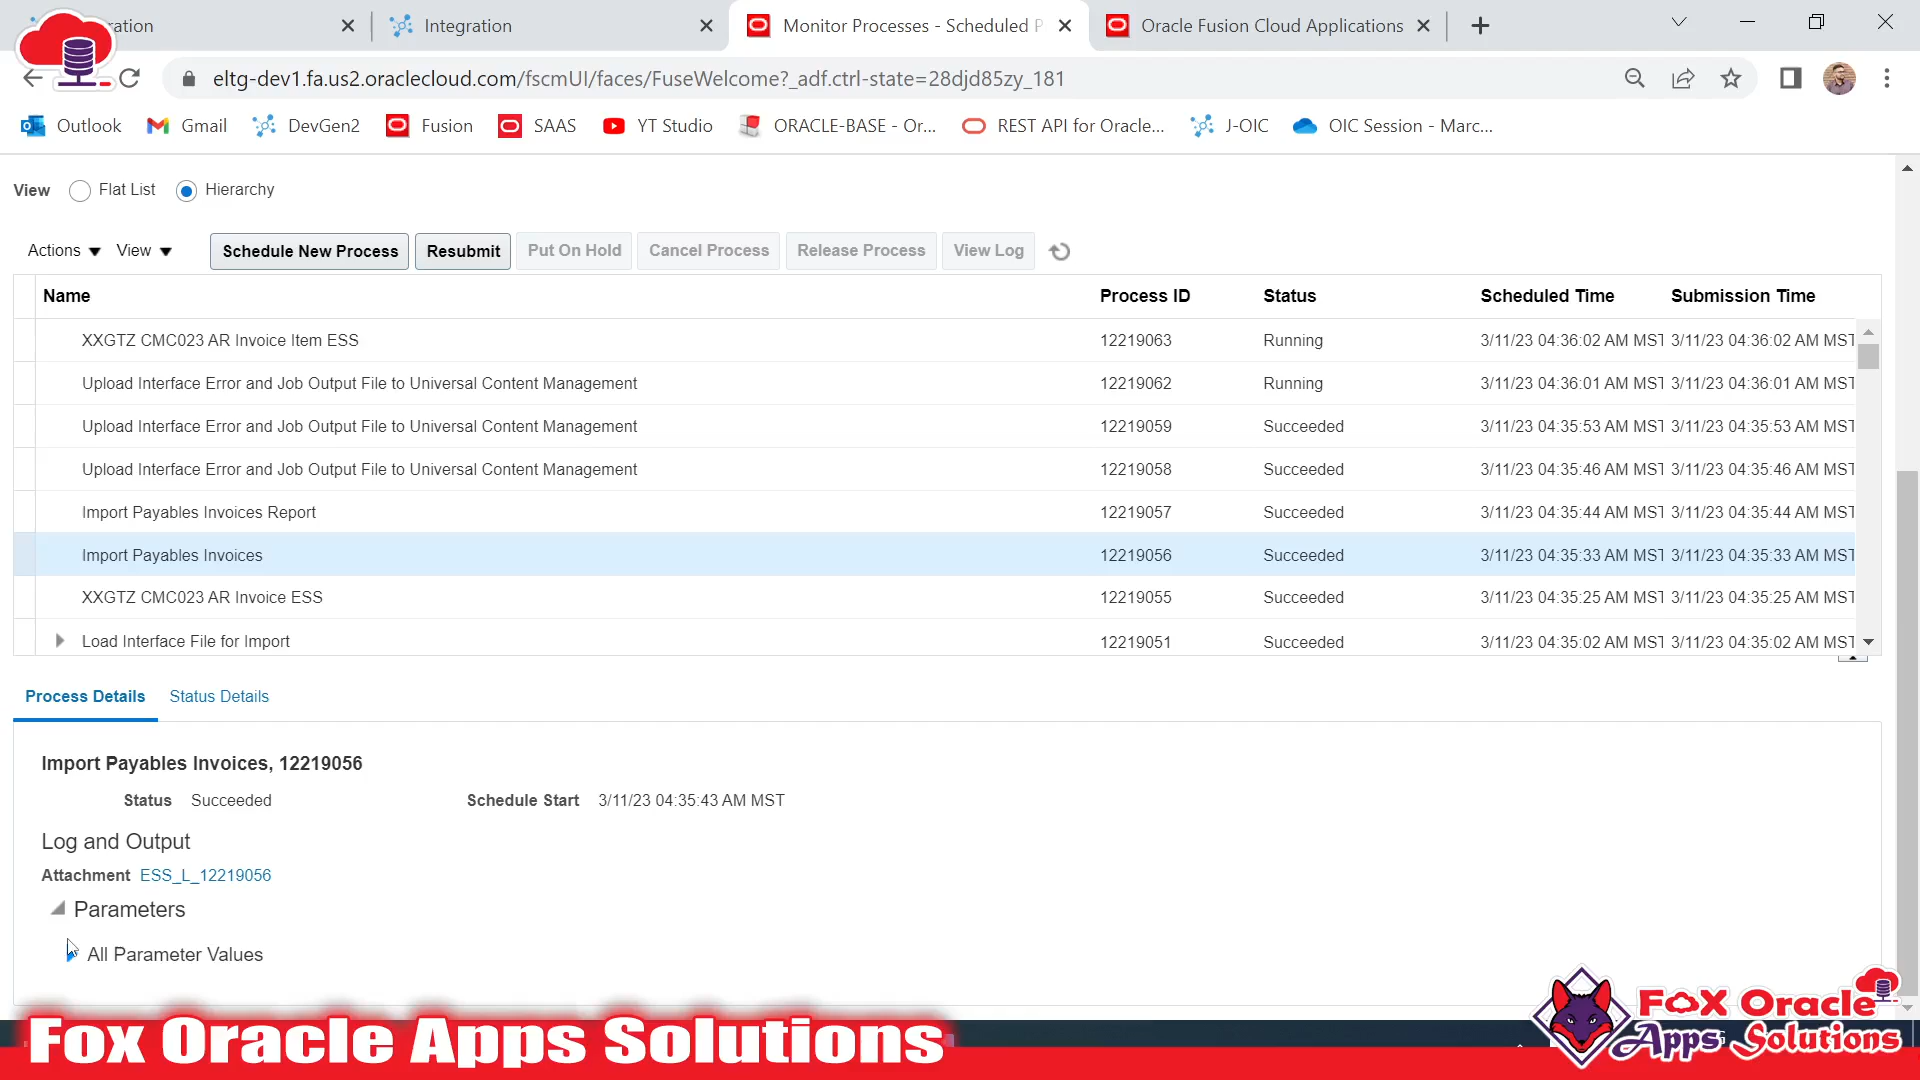 ration
Integration
Monitor Processes - Scheduled P
Oracle Fusion Cloud Applications
eltg-dev1.fa.us2.oraclecloud.com/fscmUI/faces/FuseWelcome?_adf.ctrl-state=28djd85zy_181
Outlook Gmail DevGen2 Fusion SAAS YT Studio ORACLE-BASE - Or... REST API for Oracle... J-OIC OIC Session - Marc...
View Flat List Hierarchy
Actions View Schedule New Process Resubmit Put On Hold Cancel Process Release Process View Log
Name Process ID Status Scheduled Time Submission Time
XXGTZ CMC023 AR Invoice Item ESS 12219063 Running 3/11/23 04:36:02 AM MST 3/11/23 04:36:02 AM MST
Upload Interface Error and Job Output File to Universal Content Management 12219062 Running 3/11/23 04:36:01 AM MST 3/11/23 04:36:01 AM MST
Upload Interface Error and Job Output File to Universal Content Management 12219059 Succeeded 3/11/23 04:35:53 AM MST 3/11/23 04:35:53 AM MST
Upload Interface Error and Job Output File to Universal Content Management 12219058 Succeeded 3/11/23 04:35:46 AM MST 3/11/23 04:35:46 AM MST
Import Payables Invoices Report 12219057 Succeeded 3/11/23 04:35:44 AM MST 3/11/23 04:35:44 AM MST
Import Payables Invoices 12219056 Succeeded 3/11/23 04:35:33 AM MST 3/11/23 04:35:33 AM MST
XXGTZ CMC023 AR Invoice ESS 12219055 Succeeded 3/11/23 04:35:25 AM MST 3/11/23 04:35:25 AM MST
Load Interface File for Import 12219051 Succeeded 3/11/23 04:35:02 AM MST 3/11/23 04:35:02 AM MST
Process Details Status Details
Import Payables Invoices, 12219056
Status Succeeded Schedule Start 3/11/23 04:35:43 AM MST
Log and Output
Attachment ESS_L_12219056
Parameters
All Parameter Values
Fox Oracle Apps Solutions
Fox Oracle
Apps Solutions